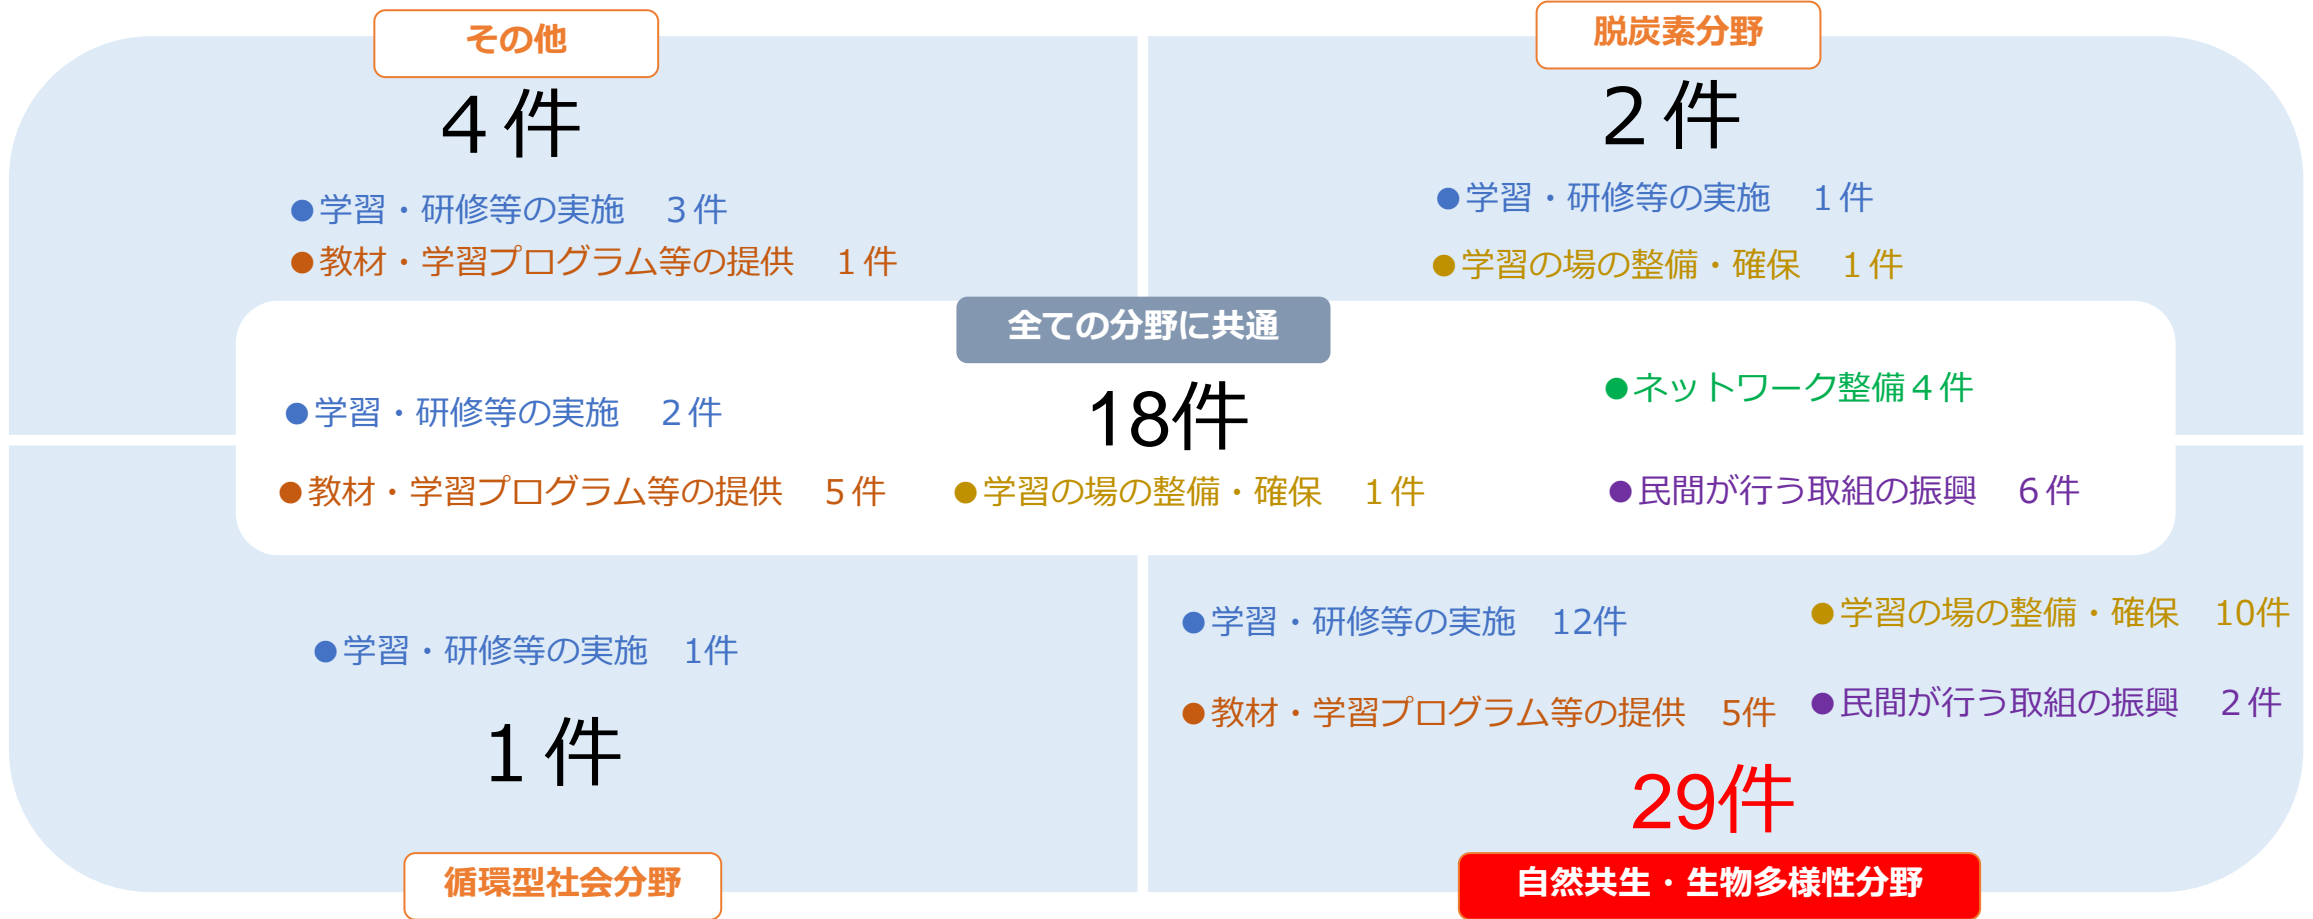 その他
４件
●学習・研修等の実施　３件
●教材・学習プログラム等の提供　１件
脱炭素分野
２件
●学習・研修等の実施　１件
●学習の場の整備・確保　１件
全ての分野に共通
18件
●学習・研修等の実施　２件
●教材・学習プログラム等の提供　５件
●学習の場の整備・確保　１件
●ネットワーク整備４件
●民間が行う取組の振興　６件
●学習・研修等の実施　1件
１件
循環型社会分野
●学習・研修等の実施　12件
●学習の場の整備・確保　10件
●教材・学習プログラム等の提供　5件
●民間が行う取組の振興　２件
29件
自然共生・生物多様性分野